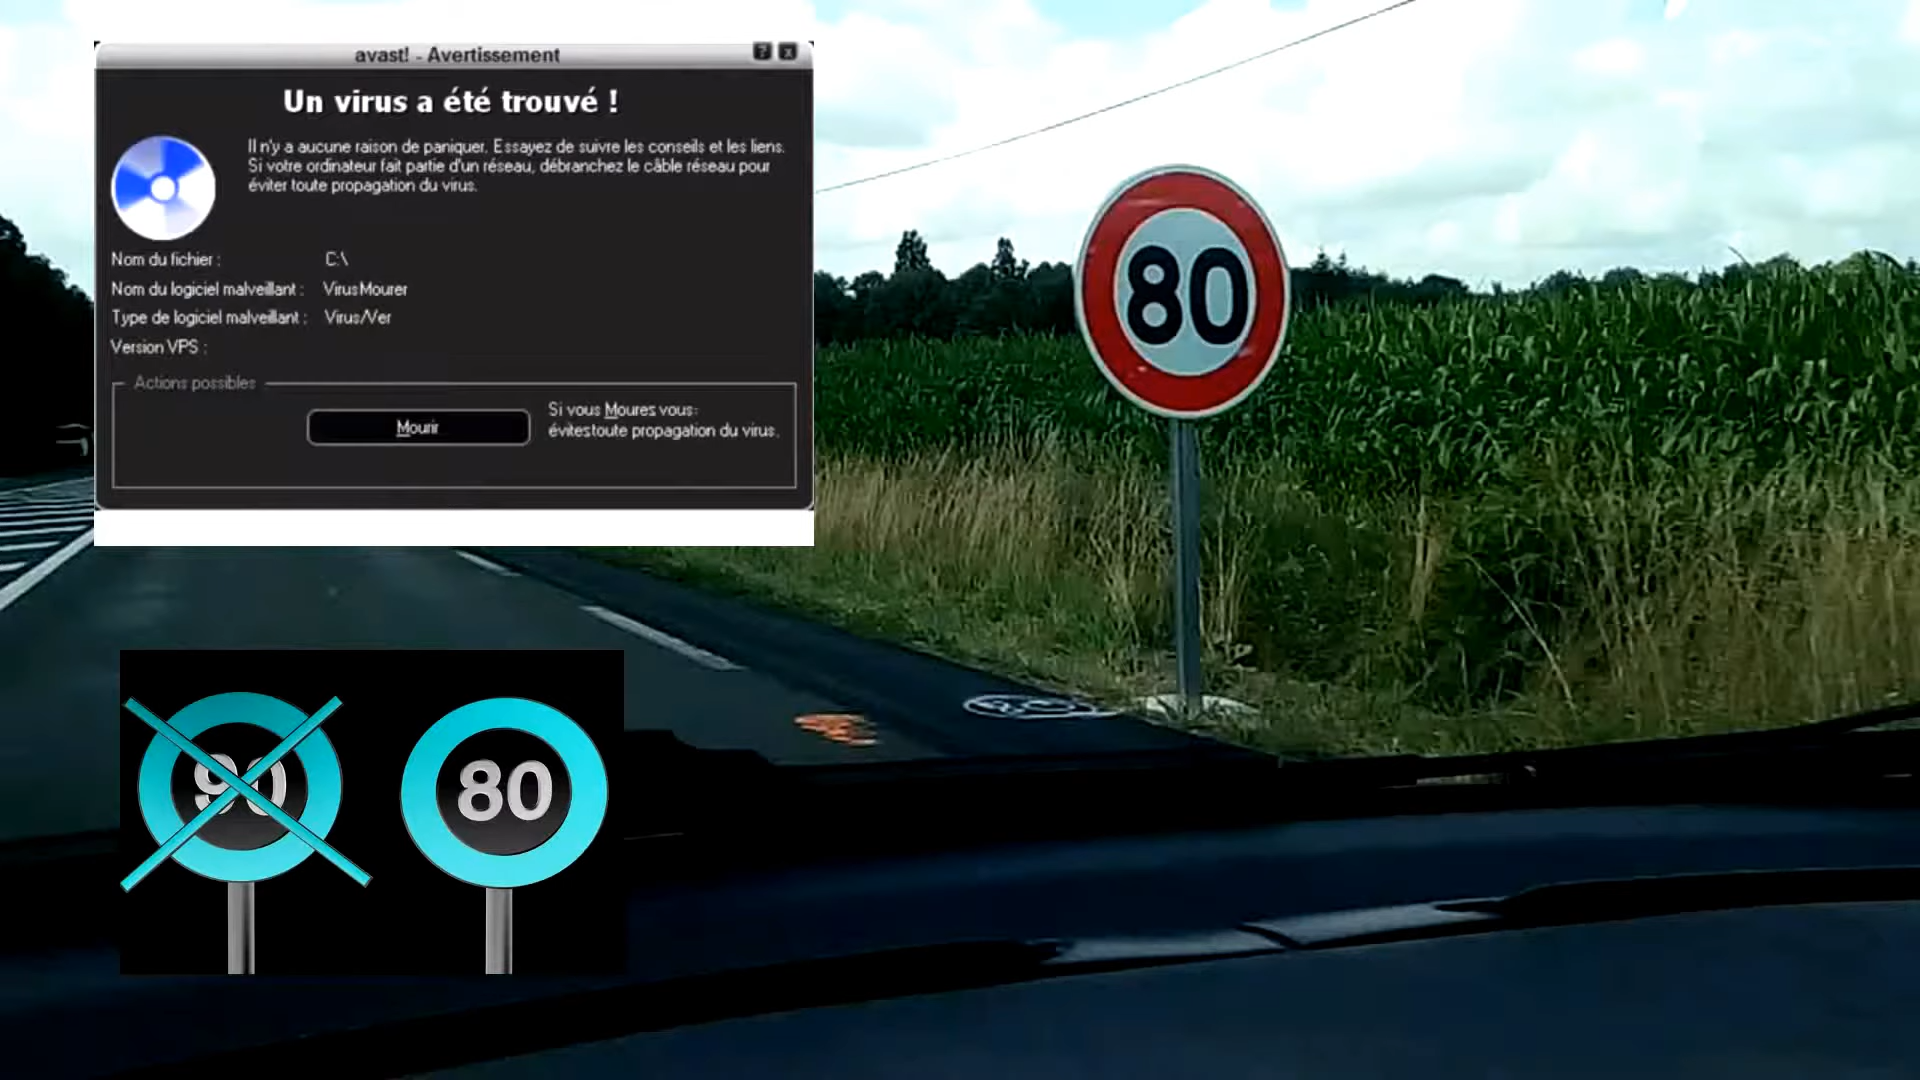 avast! - Avertissement
? x
Un virus a été trouvé !
Il n'y a aucune raison de paniquer. Essayez de suivre les conseils et les liens.
Si votre ordinateur fait partie d'un réseau, débranchez le câble réseau pour
éviter toute propagation du virus.
Nom du fichier : C:\
Nom du logiciel malveillant : VirusMourer
Type de logiciel malveillant : Virus/Ver
Version VPS :
Actions possibles
Mourir
Si vous Moures vous:
évitestoute propagation du virus.
80
90
80